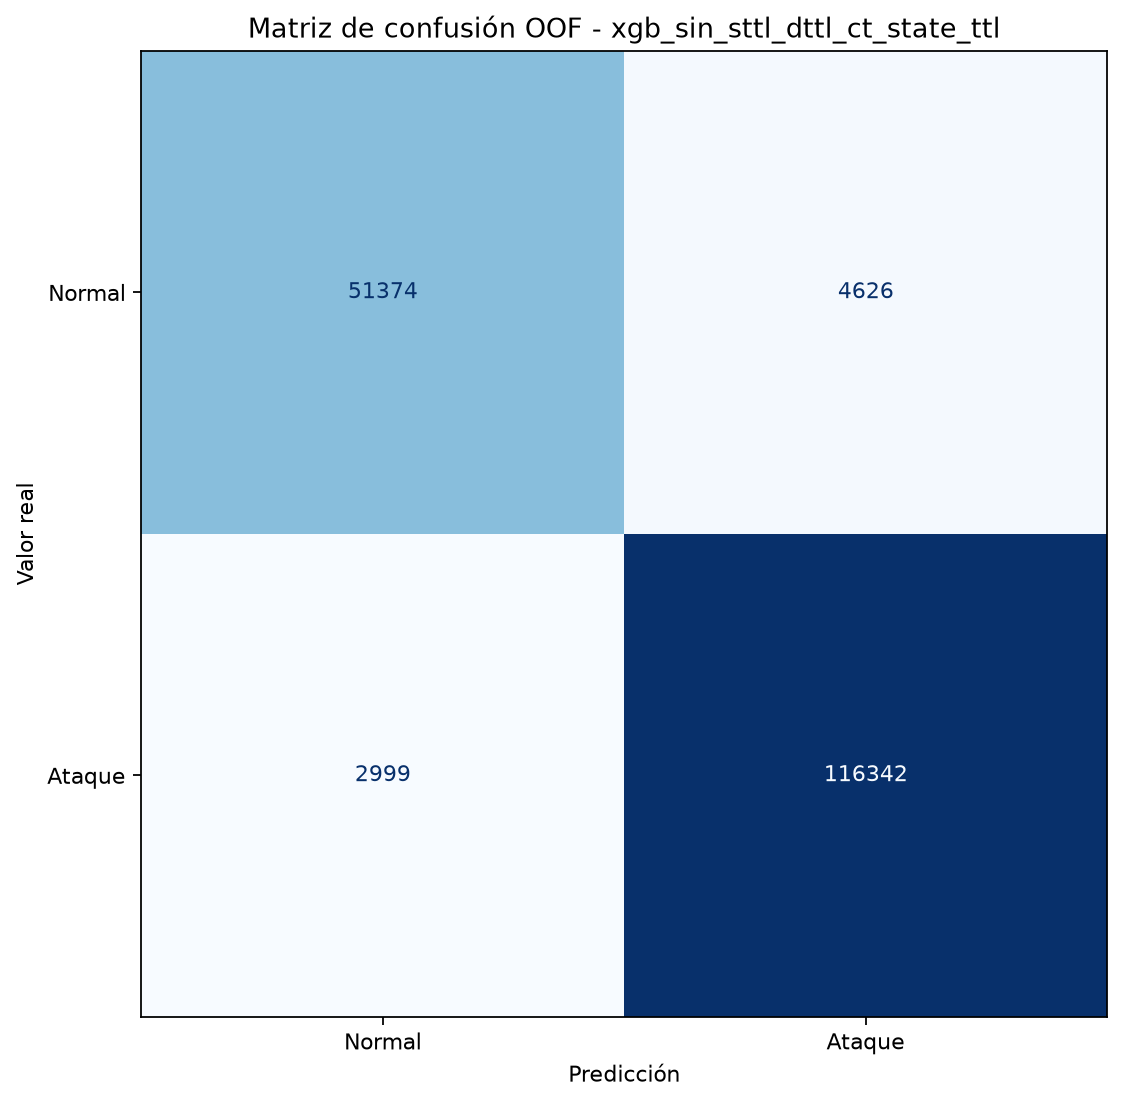 Matriz de confusión OOF - xgb_sin_sttl_dttl_ct_state_ttl
51374
4626
Normal
Valor real
2999
116342
Ataque
Normal
Ataque
Predicción